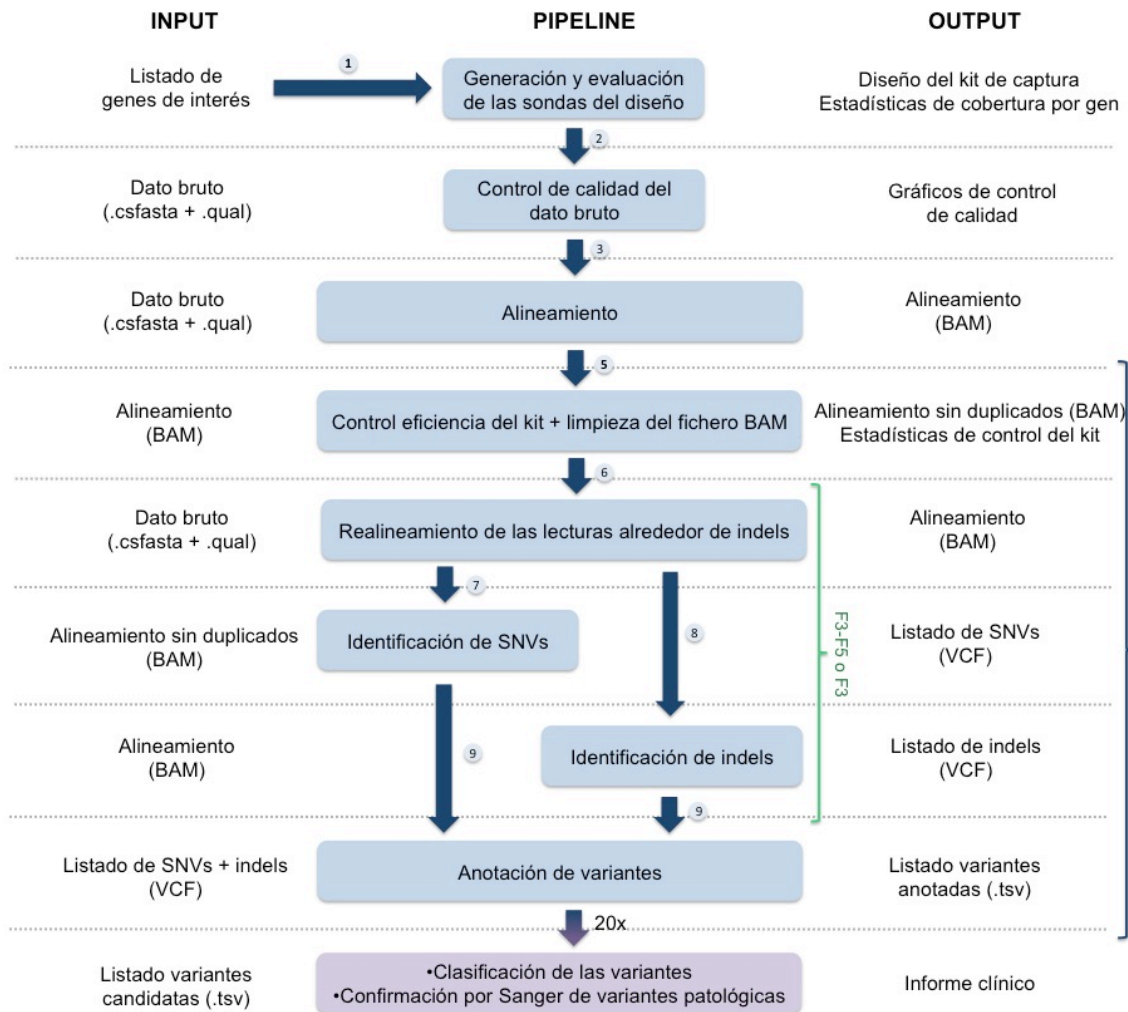 INPUT
PIPELINE
OUTPUT
Listado de
genes de interés
1
Generación y evaluación
de las sondas del diseño
Diseño del kit de captura
Estadísticas de cobertura por gen
2
Dato bruto
(.csfasta + .qual)
Control de calidad del
dato bruto
Gráficos de control
de calidad
3
Dato bruto
(.csfasta + .qual)
Alineamiento
Alineamiento
(BAM)
5
Alineamiento
(BAM)
Control eficiencia del kit + limpieza del fichero BAM
Alineamiento sin duplicados (BAM)
Estadísticas de control del kit
6
Dato bruto
(.csfasta + .qual)
Realineamiento de las lecturas alrededor de indels
Alineamiento
(BAM)
7
8
F3-F5 o F3
Alineamiento sin duplicados
(BAM)
Identificación de SNVs
Listado de SNVs
(VCF)
9
Alineamiento
(BAM)
Identificación de indels
Listado de indels
(VCF)
9
Listado de SNVs + indels
(VCF)
Anotación de variantes
Listado variantes
anotadas (.tsv)
20x
Listado variantes
candidatas (.tsv)
•Clasificación de las variantes
•Confirmación por Sanger de variantes patológicas
Informe clínico